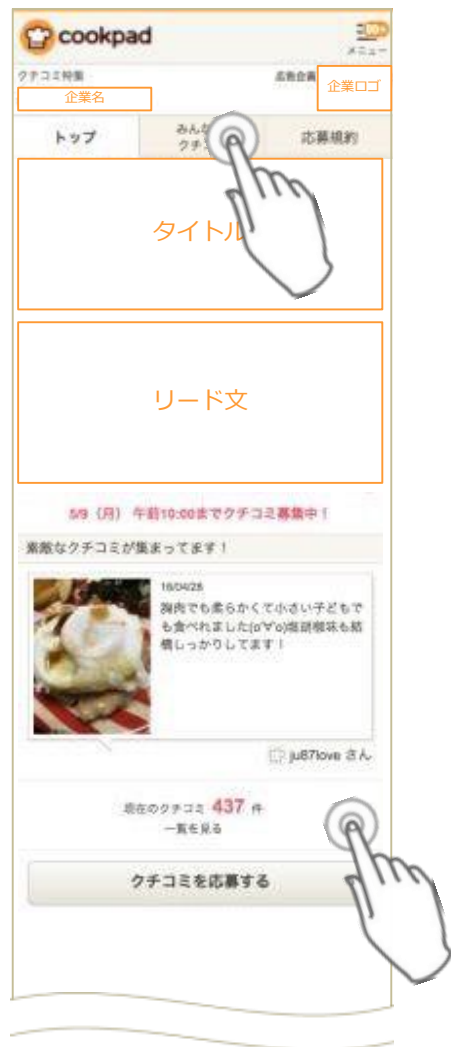 cookpad
メニュー
クチコミ特集
広告企画
企業名
企業ロゴ
トップ
みん
クチ
応募規約
タイトル
リード文
5/9（月） 午前10:00までクチコミ募集中！
素敵なクチコミが集まってます！
16/04/28
胸肉でも柔らかくて小さい子どもで
も食べれました(o'∀'o)塩胡椒味も結
構しっかりしてます！
ju87love さん
現在のクチコミ 437 件
一覧を見る
クチコミを応募する